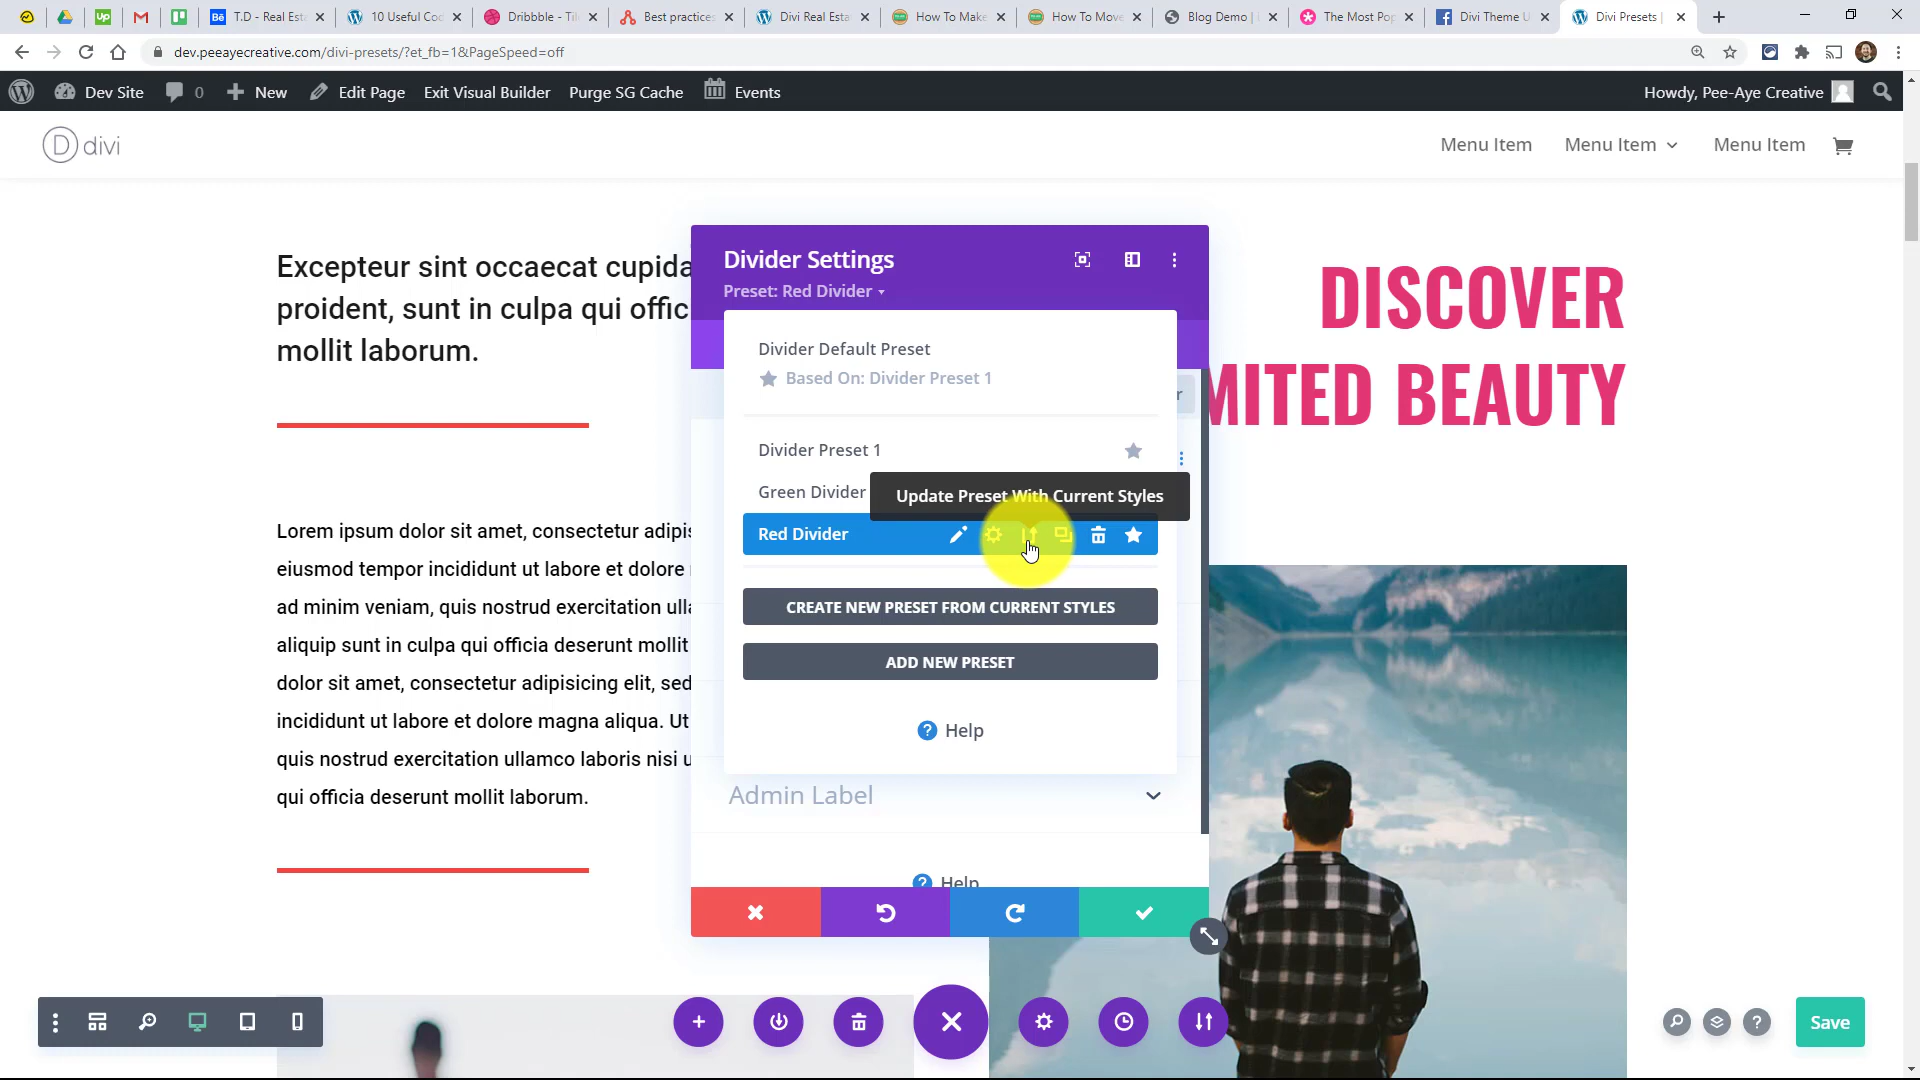 T.D - Real Esta
10 Useful Coo
Dribbble - Til
Best practices
Divi Real Esta
How To Make
How To Move
Blog Demo |
The Most Pop
Divi Theme U
Divi Presets |
dev.peeayecreative.com/divi-presets/?et_fb=1&PageSpeed=off
Dev Site
0
New
Edit Page
Exit Visual Builder
Purge SG Cache
Events
Howdy, Pee-Aye Creative
D divi
Menu Item
Menu Item
Menu Item
Excepteur sint occaecat cupida
proident, sunt in culpa qui offic
mollit laborum.
Divider Settings
Preset: Red Divider
Divider Default Preset
Based On: Divider Preset 1
Divider Preset 1
Green Divider
Update Preset With Current Styles
Red Divider
CREATE NEW PRESET FROM CURRENT STYLES
ADD NEW PRESET
Help
Admin Label
Help
DISCOVER
MITED BEAUTY
Lorem ipsum dolor sit amet, consectetur adipis
eiusmod tempor incididunt ut labore et dolore
ad minim veniam, quis nostrud exercitation ulla
aliquip sunt in culpa qui officia deserunt mollit
dolor sit amet, consectetur adipisicing elit, sed
incididunt ut labore et dolore magna aliqua. Ut
quis nostrud exercitation ullamco laboris nisi u
qui officia deserunt mollit laborum.
Save